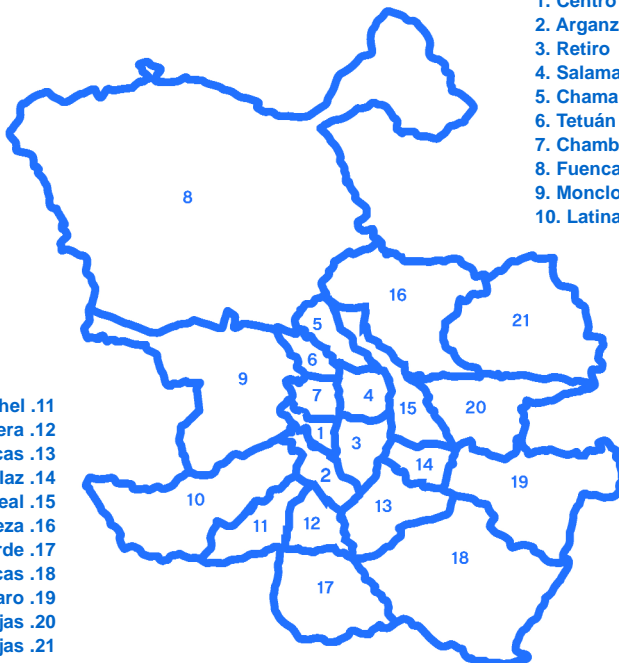 1. Centro
2. Arganz
3. Retiro
4. Salama
5. Chama
6. Tetuán
7. Chamb
8. Fuenca
9. Monclo
10. Latina
8
16
21
5
6
9
7
4
15
20
1
3
14
2
19
10
13
11
12
18
17
hel .11
era .12
cas .13
laz .14
eal .15
eza .16
rde .17
cas .18
aro .19
jas .20
jas .21